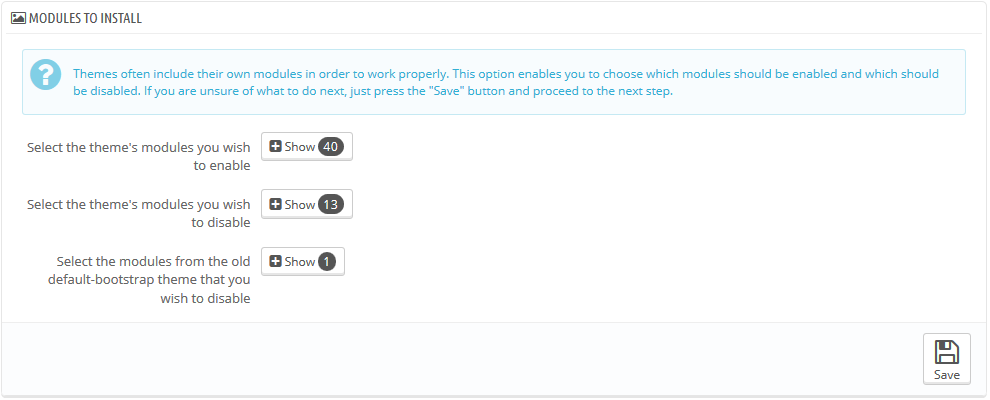 MODULES TO INSTALL
Themes often include their own modules in order to work properly. This option enables you to choose which modules should be enabled and which should
be disabled. If you are unsure of what to do next, just press the "Save" button and proceed to the next step.
Select the theme's modules you wish
to enable
Show 40
Select the theme's modules you wish
to disable
Show 13
Select the modules from the old
default-bootstrap theme that you
wish to disable
Show 1
Save